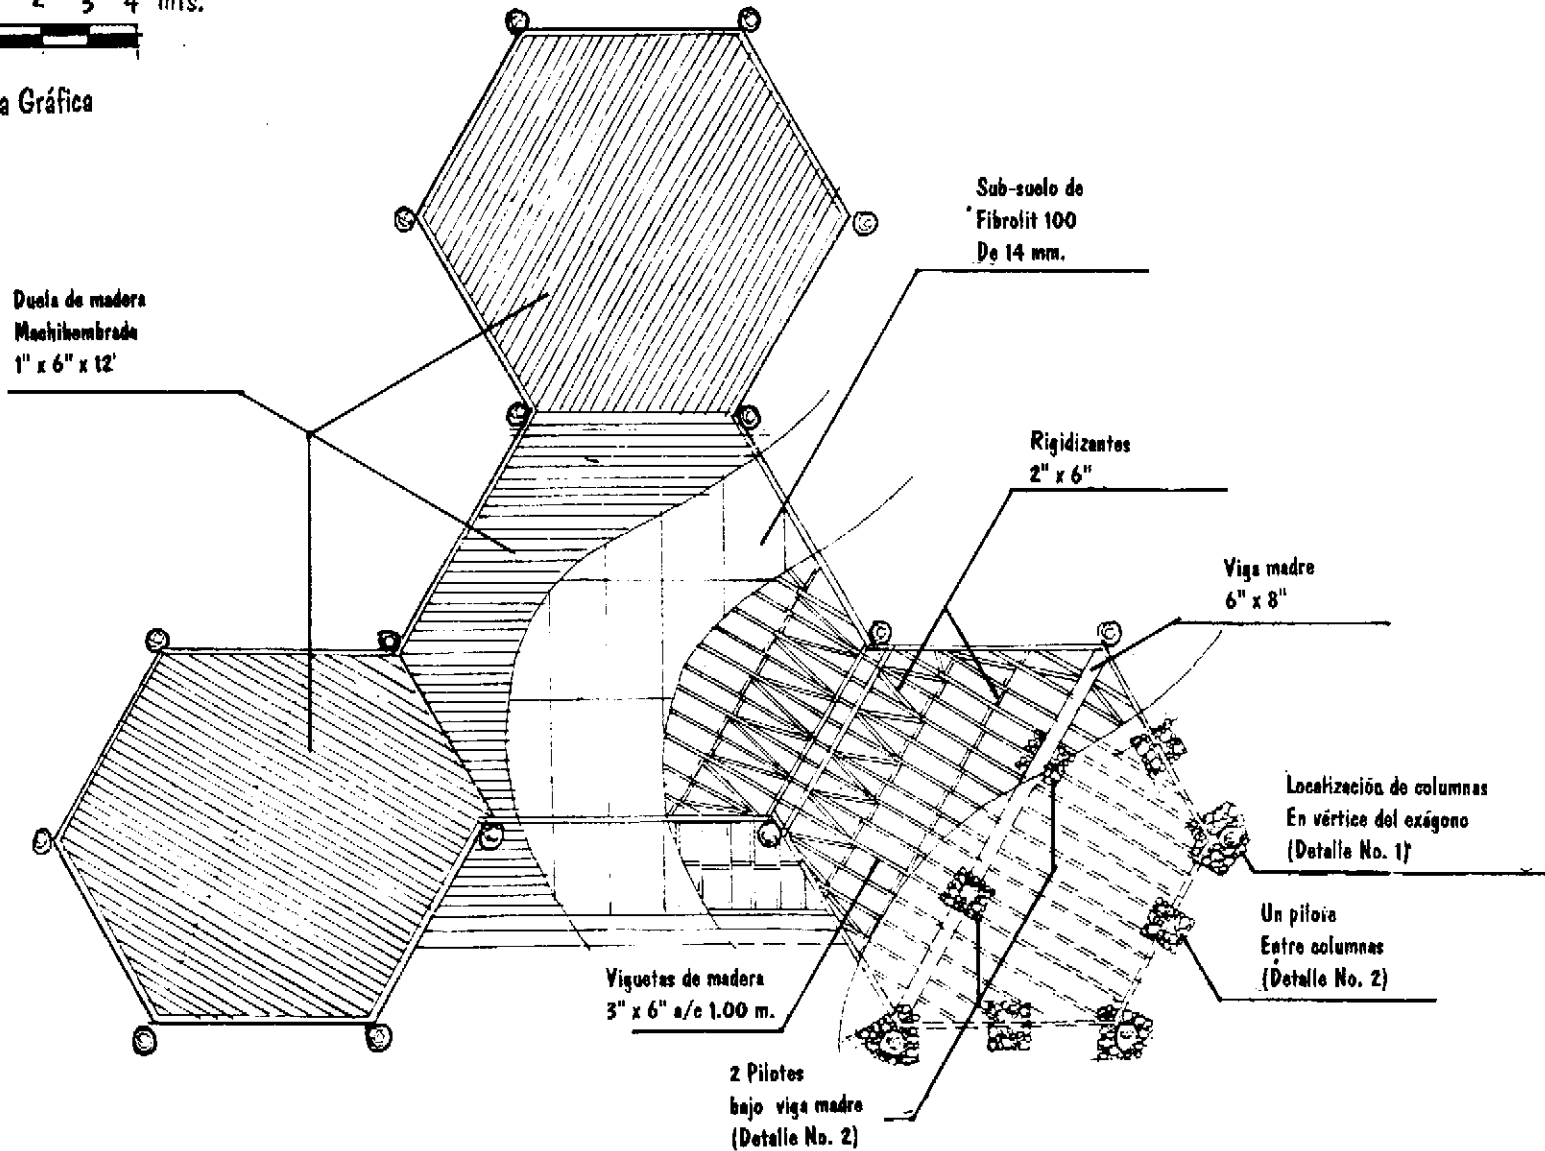 2 3 4 mts.
a Gráfica
Sub-suelo de
Fibrolit 100
De 14 mm.
Duela de madera
Machihembrada
1" x 6" x 12'
Rigidizantes
2" x 6"
Viga madre
6" x 8"
Localización de columnas
En vértice del exágono
(Detalle No. 1)
Un pilote
Entre columnas
(Detalle No. 2)
Viguetas de madera
3" x 6" a/c 1.00 m.
2 Pilotes
bajo viga madre
(Detalle No. 2)